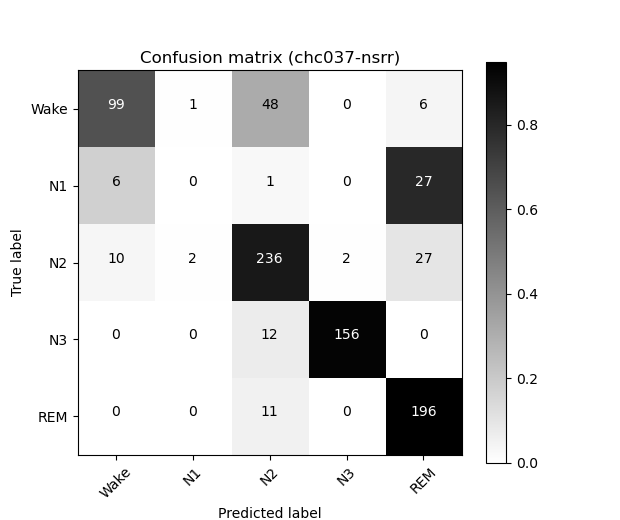 Confusion matrix (chc037-nsrr)
Wake 99 1 48 0 6
N1 6 0 1 0 27
N2 10 2 236 2 27
N3 0 0 12 156 0
REM 0 0 11 0 196
Wake N1 N2 N3 REM
Predicted label
True label
0.8
0.6
0.4
0.2
0.0